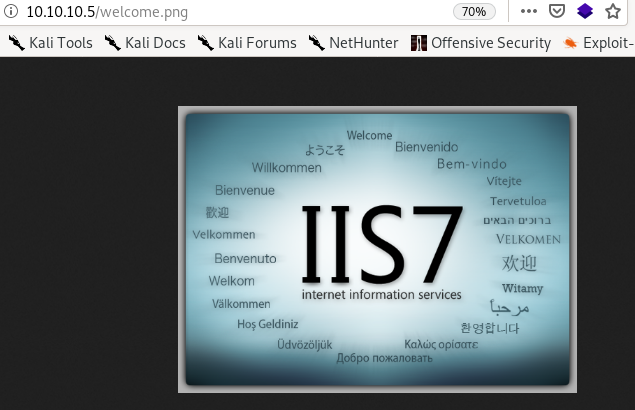 10.10.10.5/welcome.png 70%
Kali Tools Kali Docs Kali Forums NetHunter Offensive Security Exploit-
Welcome
ようこそ Bienvenido
Willkommen Bem-vindo
Bienvenue Vítejte
歡迎 Tervetuloa
ברוכים הבאים
Velkommen VELKOMEN
Benvenuto 欢迎
Welkom Witamy
Välkommen مرحباً
Hoş Geldiniz 환영합니다
Üdvözöljük Καλώς ορίσατε
Добро пожаловать
IIS7
internet information services